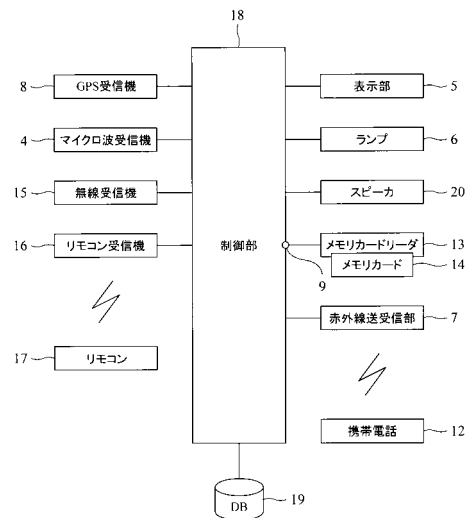 18
8 GPS受信機
表示部 5
4 マイクロ波受信機
ランプ 6
15 無線受信機
スピーカ 20
16 リモコン受信機
制御部
メモリカードリーダ 13
メモリカード 14
9
赤外線送受信部 7
17 リモコン
携帯電話 12
DB 19